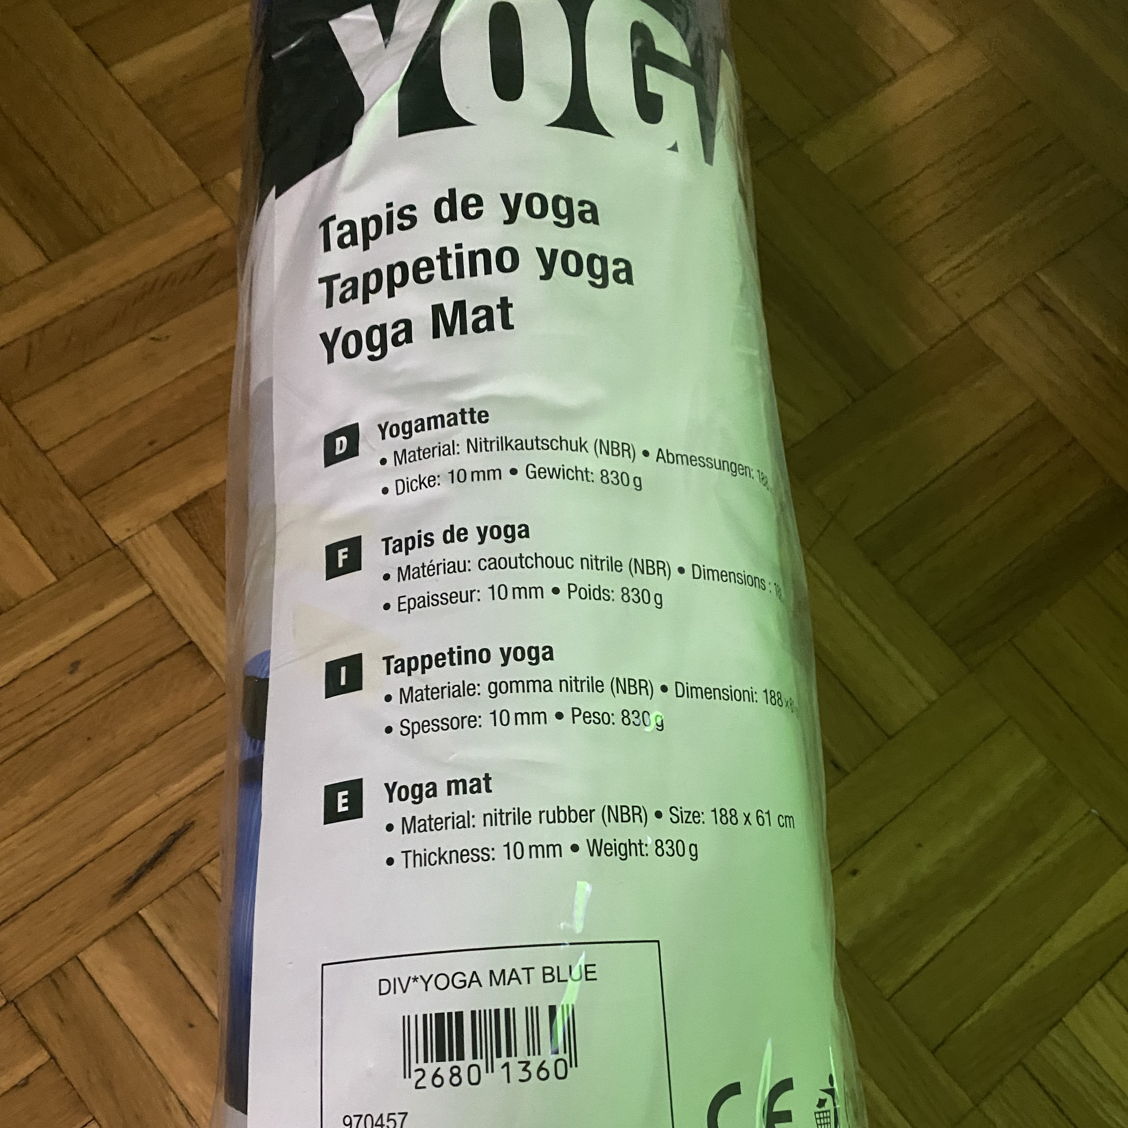 YOGA
Tapis de yoga
Tappetino yoga
Yoga Mat
D Yogamatte
• Material: Nitrilkautschuk (NBR) • Abmessungen:
• Dicke: 10 mm • Gewicht: 830 g
F Tapis de yoga
• Matériau: caoutchouc nitrile (NBR) • Dimensions :
• Epaisseur: 10 mm • Poids: 830 g
I Tappetino yoga
• Materiale: gomma nitrile (NBR) • Dimensioni: 188 x
• Spessore: 10 mm • Peso: 830 g
E Yoga mat
• Material: nitrile rubber (NBR) • Size: 188 x 61 cm
• Thickness: 10 mm • Weight: 830 g
DIV*YOGA MAT BLUE
2680 1360
970457
CE